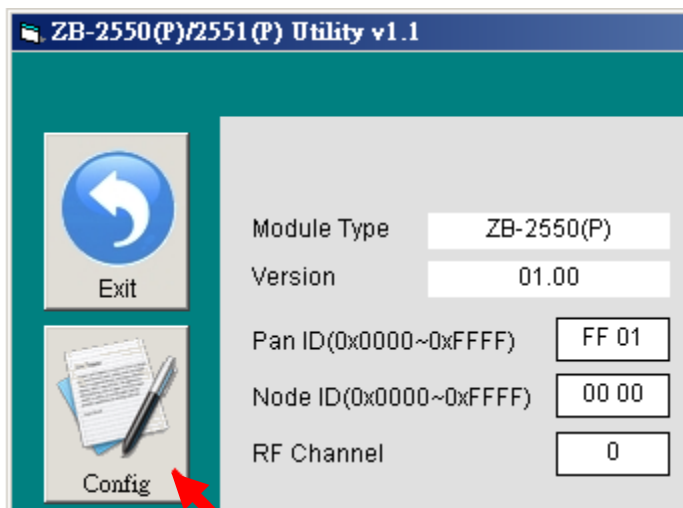 ZB-2550(P)/2551(P) Utility v1.1
Exit
Config
Module Type ZB-2550(P)
Version 01.00
Pan ID(0x0000~0xFFFF) FF 01
Node ID(0x0000~0xFFFF) 00 00
RF Channel 0